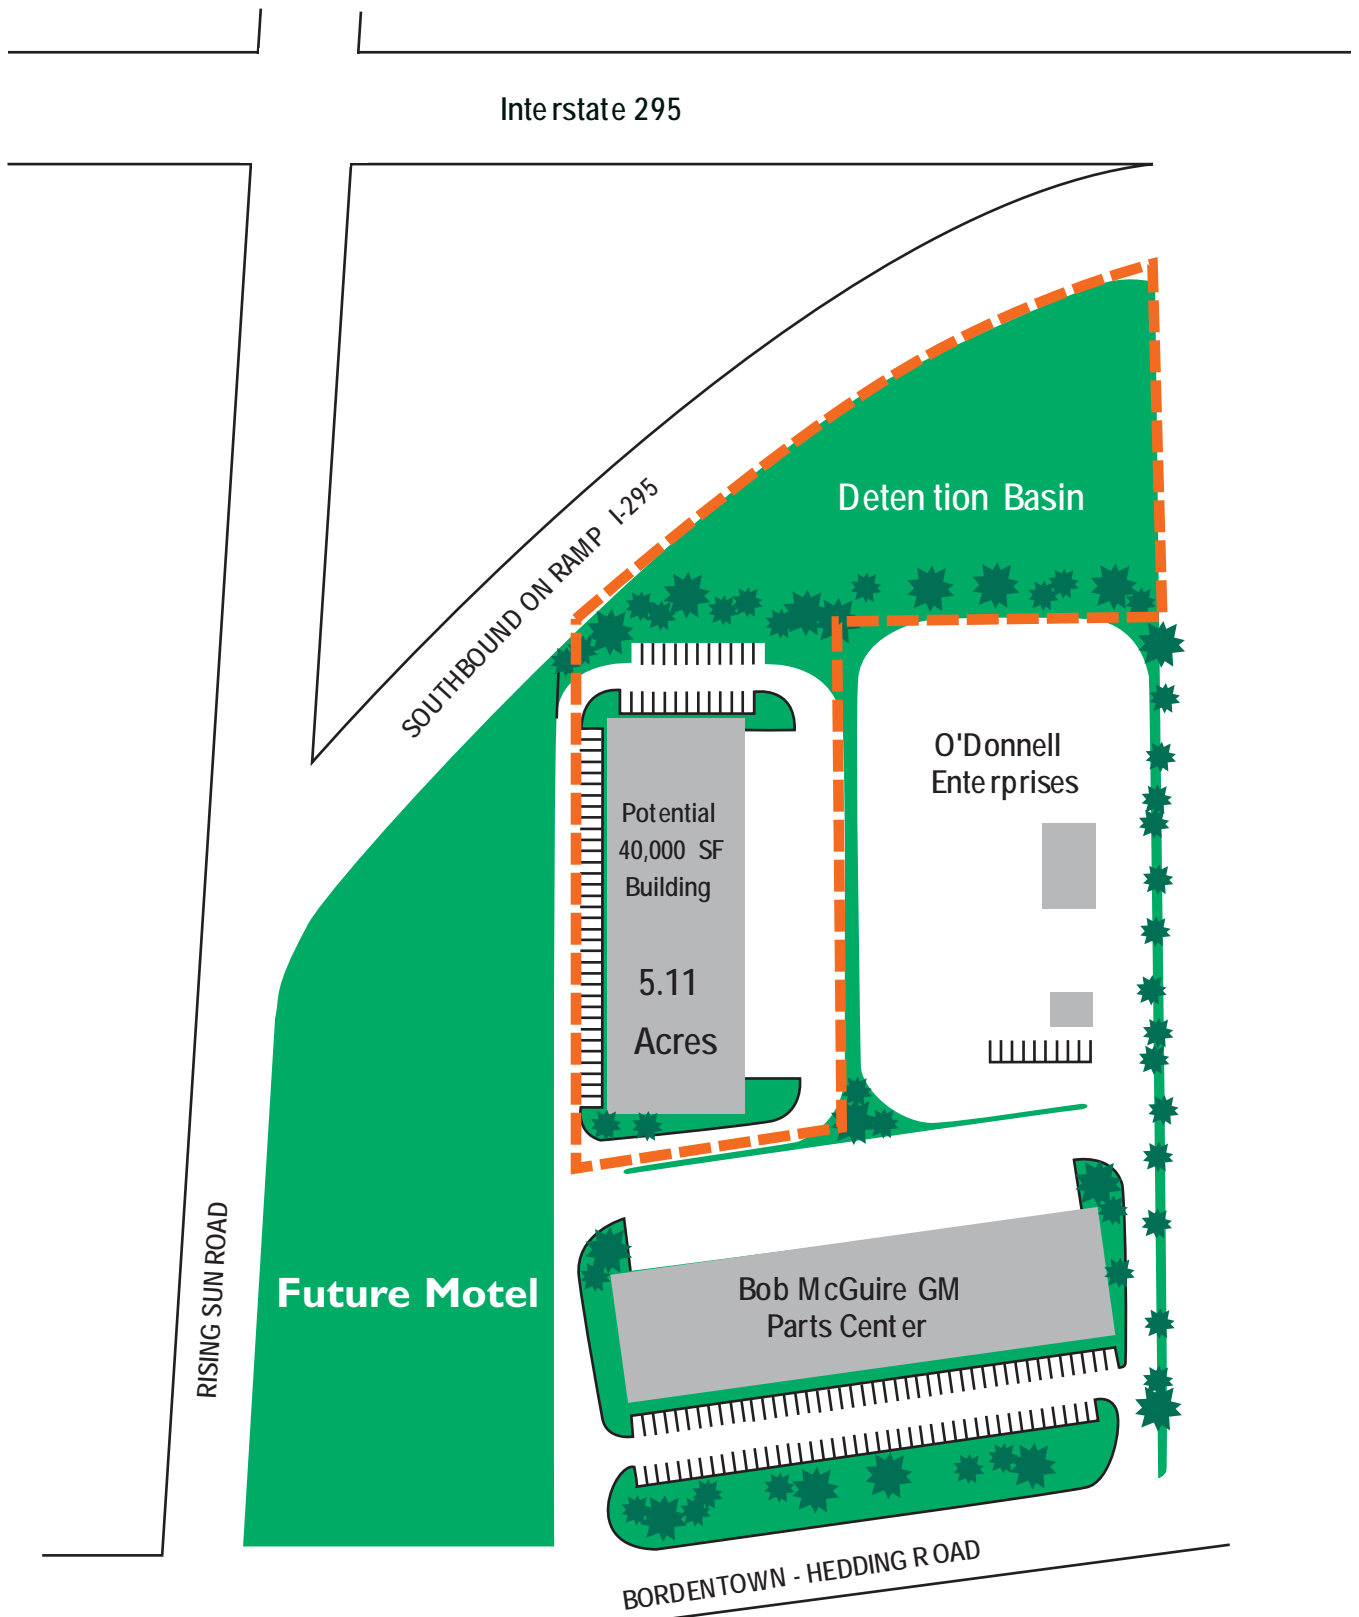 Interstate 295
SOUTHBOUND ON RAMP I-295
Detention Basin
O'Donnell
Enterprises
Potential
40,000 SF
Building
5.11
Acres
RISING SUN ROAD
Future Motel
Bob McGuire GM
Parts Center
BORDENTOWN - HEDDING ROAD